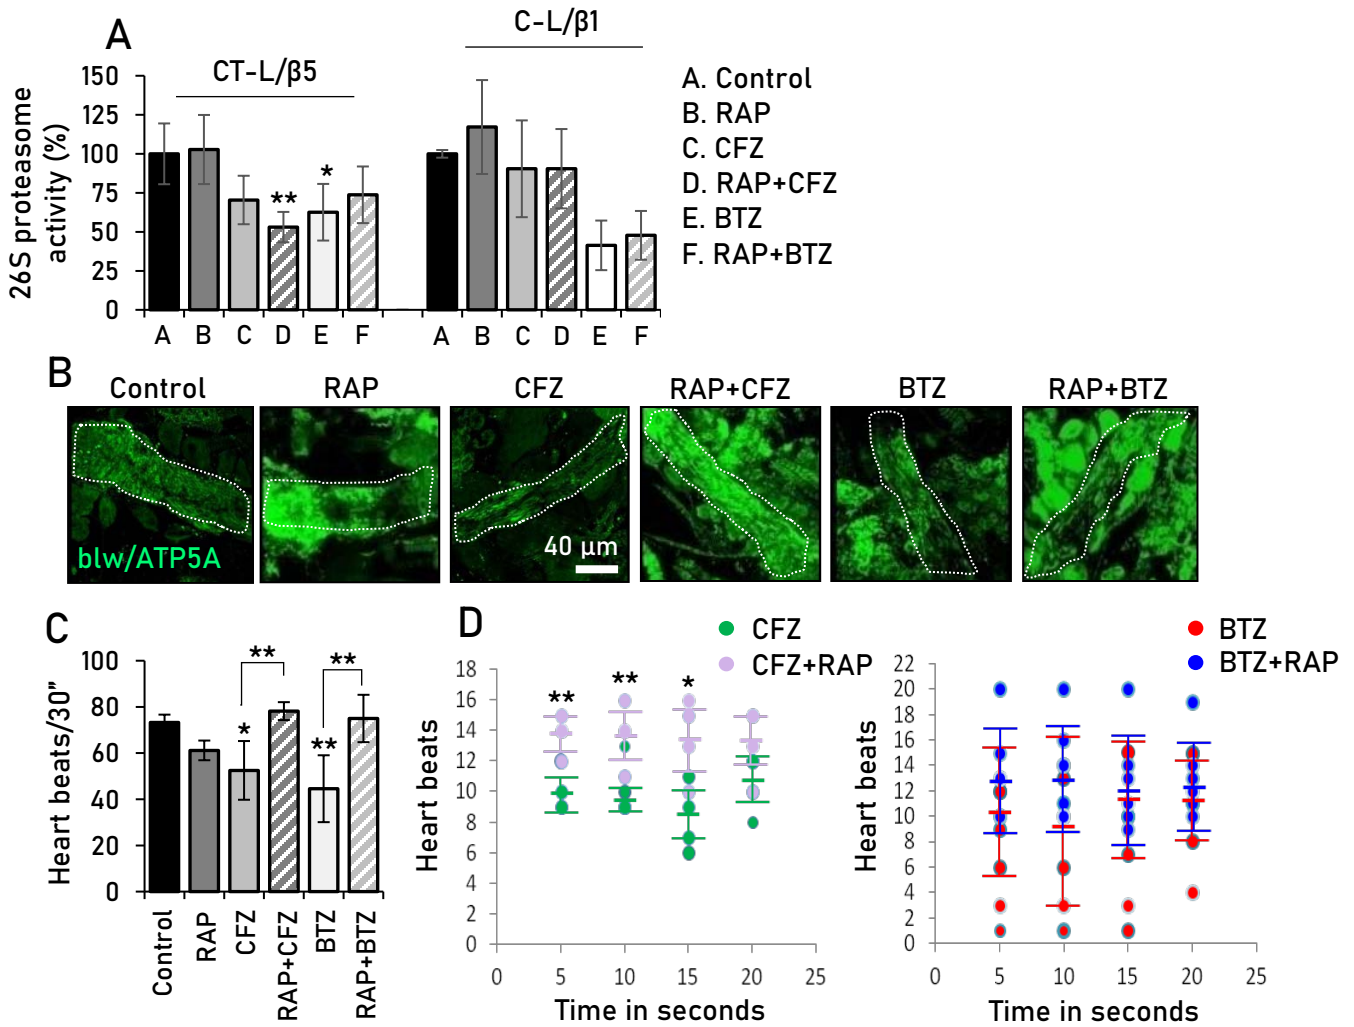 A
C-L/β1
CT-L/β5
26S proteasome
activity (%)
150
125
100
75
50
25
0
** *
A B C D E F A B C D E F
A. Control
B. RAP
C. CFZ
D. RAP+CFZ
E. BTZ
F. RAP+BTZ
B
Control RAP CFZ RAP+CFZ BTZ RAP+BTZ
blw/ATP5A
40 µm
C
Heart beats/30”
100
80
60
40
20
0
** **
* **
Control RAP CFZ RAP+CFZ BTZ RAP+BTZ
D
CFZ
CFZ+RAP
Heart beats
18
16
14
12
10
8
6
4
2
0
** ** *
0 5 10 15 20 25
Time in seconds
BTZ
BTZ+RAP
Heart beats
22
20
18
16
14
12
10
8
6
4
2
0
0 5 10 15 20 25
Time in seconds